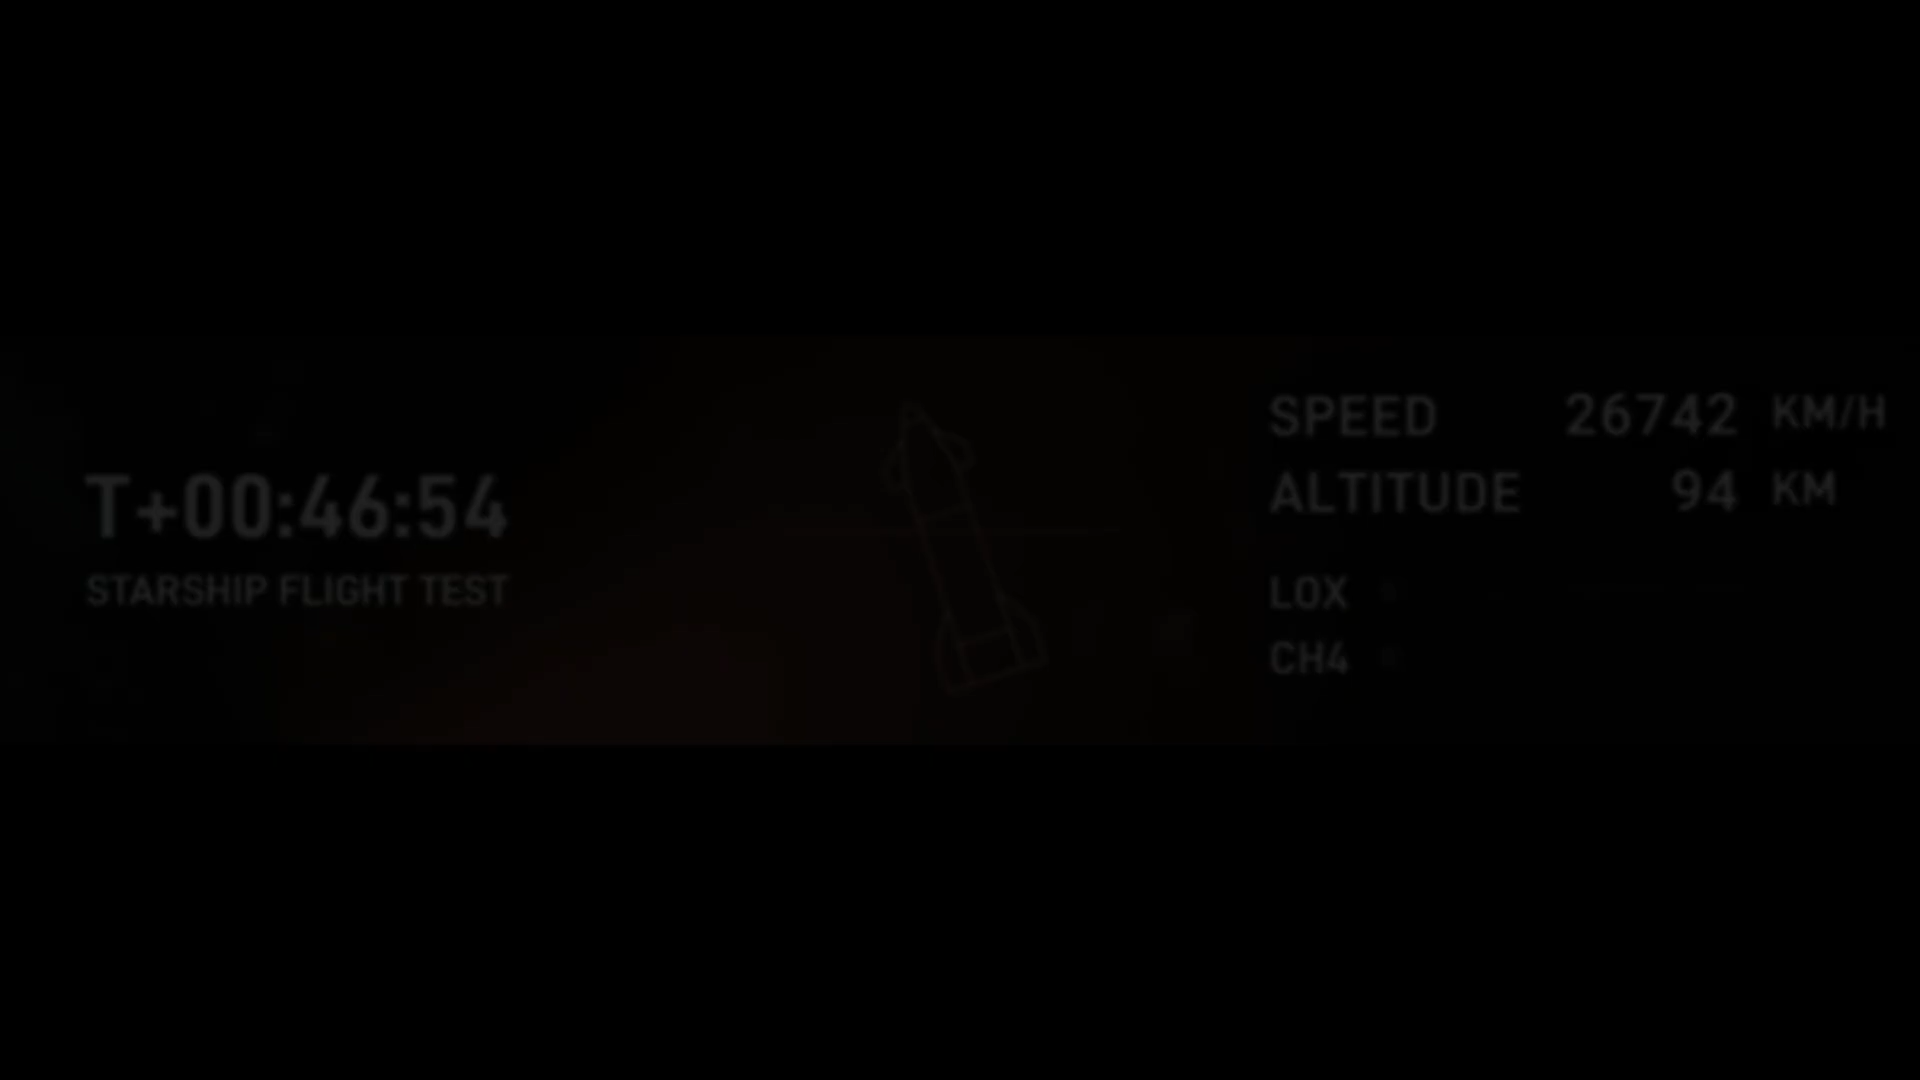 T+00:46:54
STARSHIP FLIGHT TEST
SPEED 26742 KM/H
ALTITUDE 94 KM
LOX
CH4